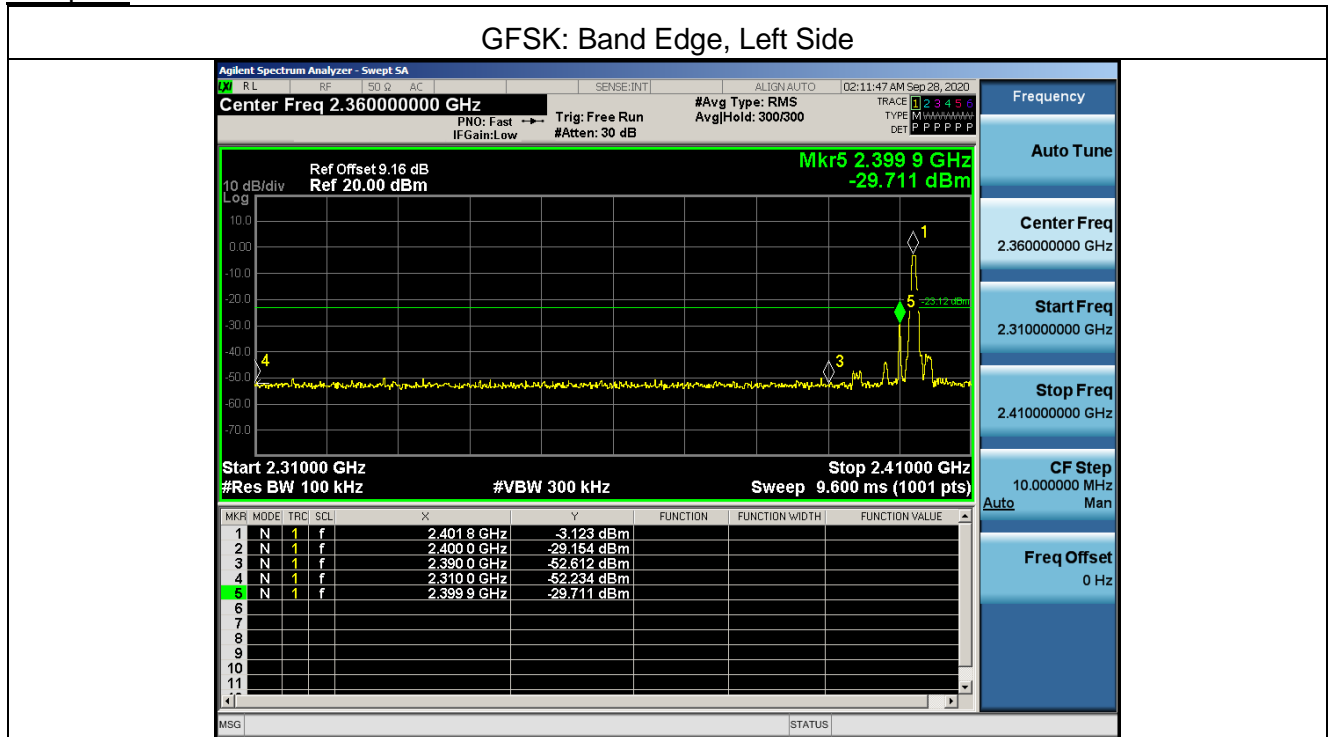 GFSK: Band Edge, Left Side
Agilent Spectrum Analyzer - Swept SA
LXI RL RF 50 Ω AC SENSE:INT ALIGN AUTO 02:11:47 AM Sep 28, 2020
Center Freq 2.360000000 GHz
PNO: Fast
IFGain:Low
Trig: Free Run
#Atten: 30 dB
#Avg Type: RMS
Avg|Hold: 300/300
TRACE 1 2 3 4 5 6
TYPE M
DET P P P P P P
Frequency
Ref Offset 9.16 dB
10 dB/div Ref 20.00 dBm
Log
Mkr5 2.399 9 GHz
-29.711 dBm
10.0
0.00
-10.0
-20.0
-30.0
-40.0
-50.0
-60.0
-70.0
1
5
-23.12 dBm
4
3
Start 2.31000 GHz
Stop 2.41000 GHz
#Res BW 100 kHz
#VBW 300 kHz
Sweep 9.600 ms (1001 pts)
MKR MODE TRC SCL X Y FUNCTION FUNCTION WIDTH FUNCTION VALUE
1 N 1 f 2.401 8 GHz -3.123 dBm
2 N 1 f 2.400 0 GHz -29.154 dBm
3 N 1 f 2.390 0 GHz -52.612 dBm
4 N 1 f 2.310 0 GHz -52.234 dBm
5 N 1 f 2.399 9 GHz -29.711 dBm
6
7
8
9
10
11
MSG
STATUS
Auto Tune
Center Freq
2.360000000 GHz
Start Freq
2.310000000 GHz
Stop Freq
2.410000000 GHz
CF Step
10.000000 MHz
Auto Man
Freq Offset
0 Hz